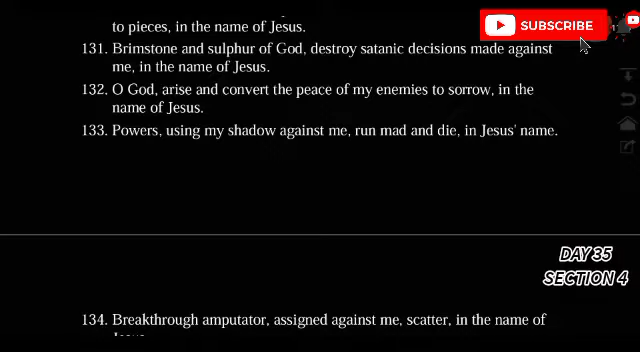 to pieces, in the name of Jesus.
SUBSCRIBE
131. Brimstone and sulphur of God, destroy satanic decisions made against
me, in the name of Jesus.
132. O God, arise and convert the peace of my enemies to sorrow, in the
name of Jesus.
133. Powers, using my shadow against me, run mad and die, in Jesus' name.
DAY 35
SECTION 4
134. Breakthrough amputator, assigned against me, scatter, in the name of